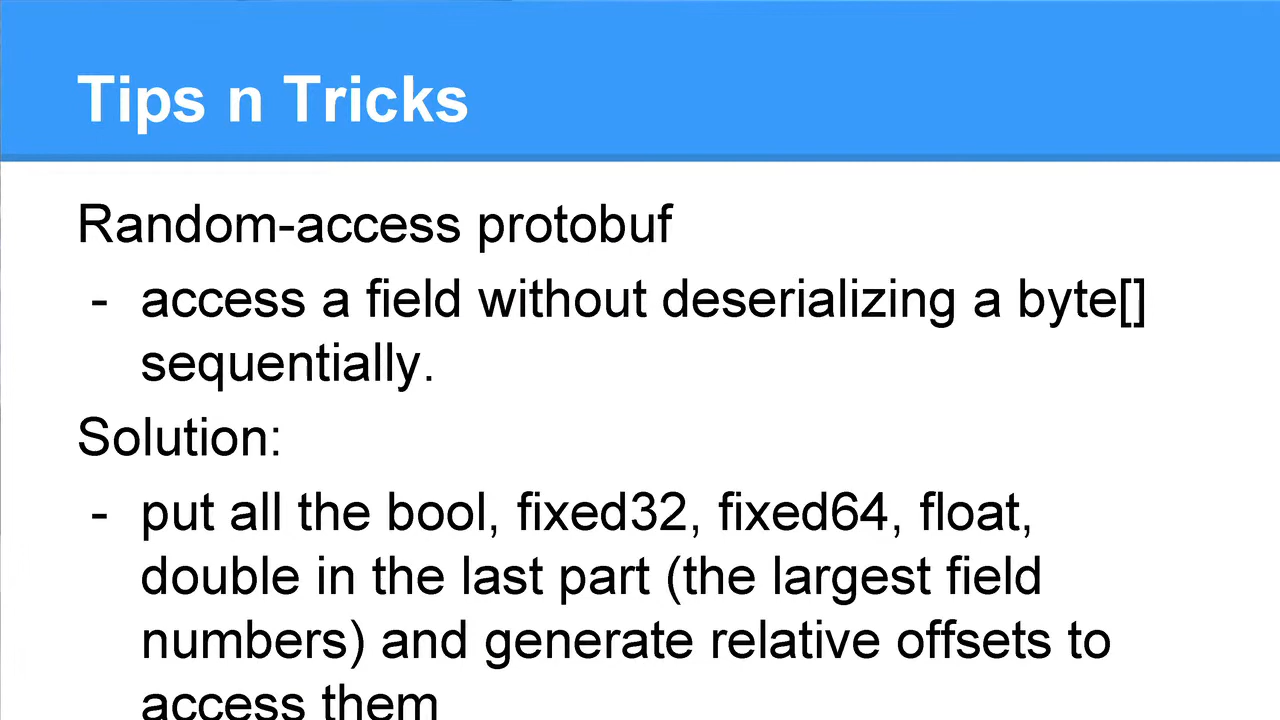 Tips n Tricks
Random-access protobuf
- access a field without deserializing a byte[]
sequentially.
Solution:
- put all the bool, fixed32, fixed64, float,
double in the last part (the largest field
numbers) and generate relative offsets to
access them